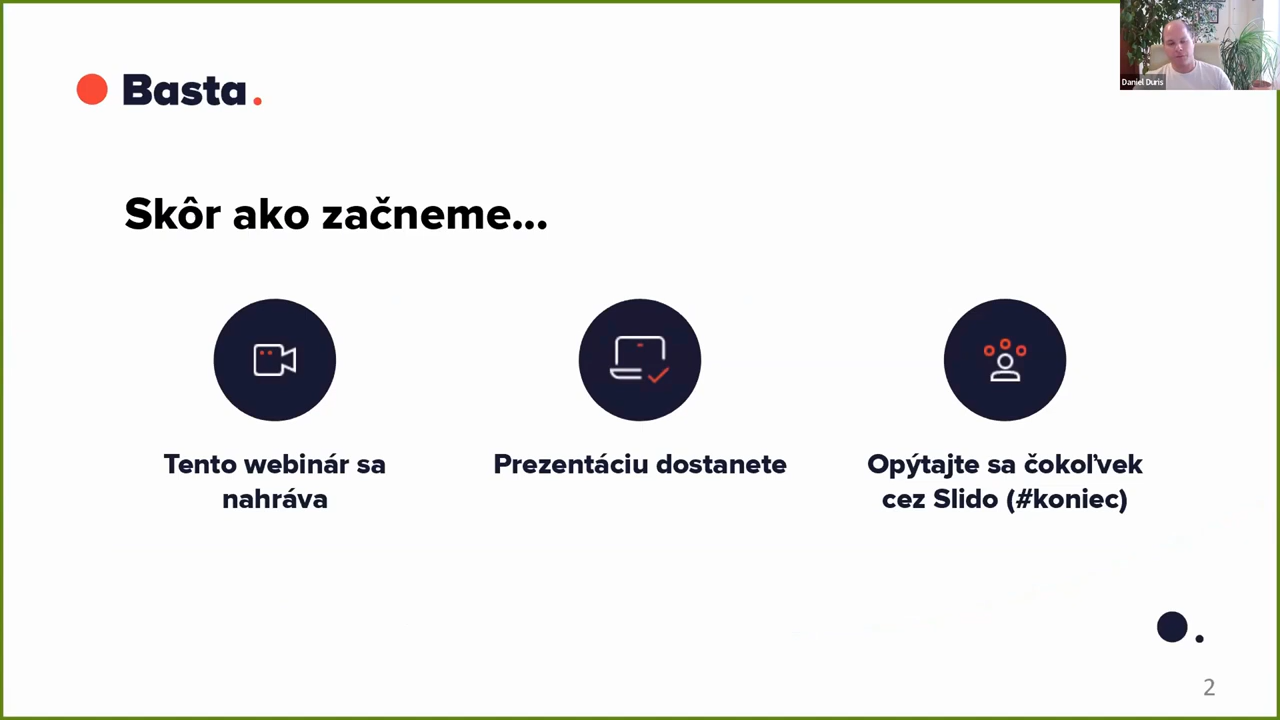 Basta.
Daniel Duris
Skôr ako začneme...
Tento webinár sa
nahráva
Prezentáciu dostanete
Opýtajte sa čokoľvek
cez Slido (#koniec)
2